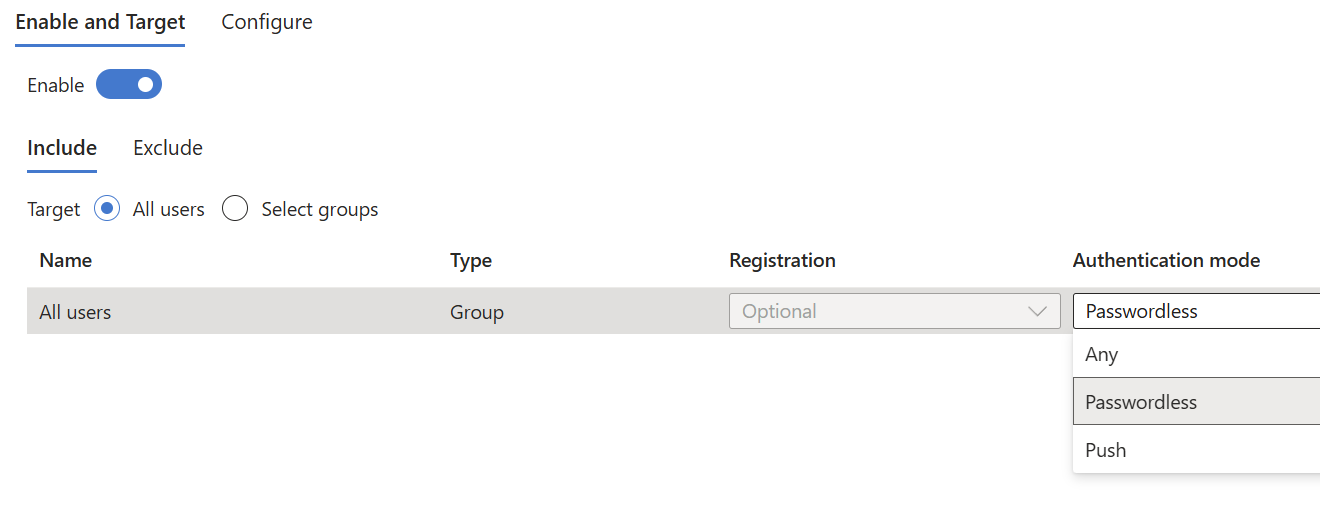 Enable and Target Configure
Enable
Include Exclude
Target All users Select groups
Name Type Registration Authentication mode
All users Group Optional Passwordless
Any
Passwordless
Push